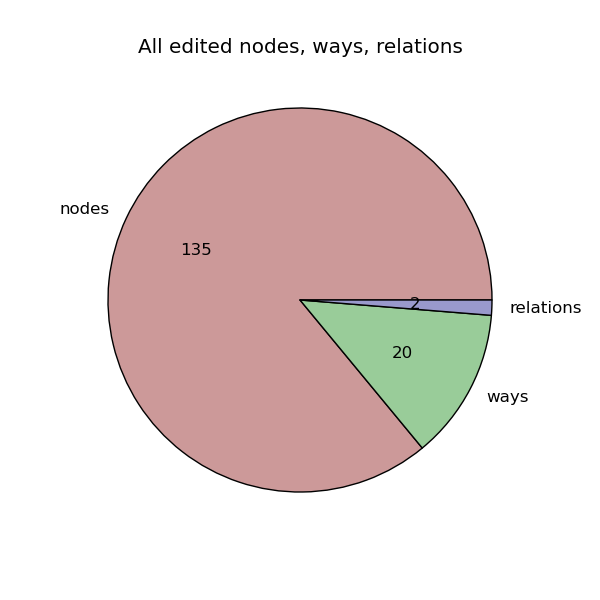 All edited nodes, ways, relations
nodes
135
2
relations
20
ways